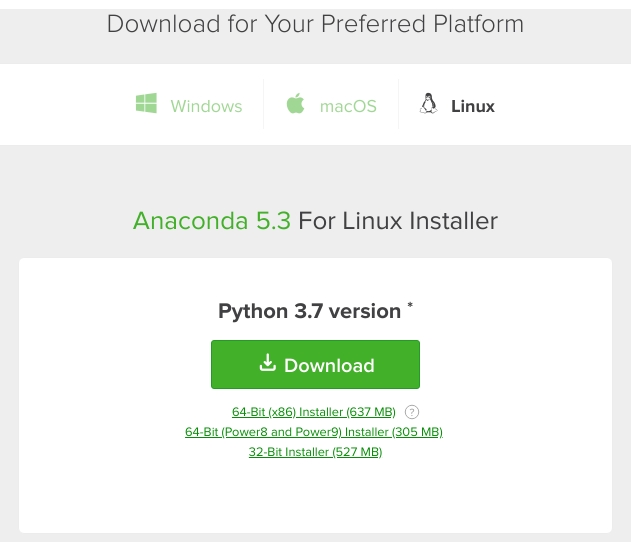 Download for Your Preferred Platform
Windows macOS Linux
Anaconda 5.3 For Linux Installer
Python 3.7 version *
Download
64-Bit (x86) Installer (637 MB) ?
64-Bit (Power8 and Power9) Installer (305 MB)
32-Bit Installer (527 MB)